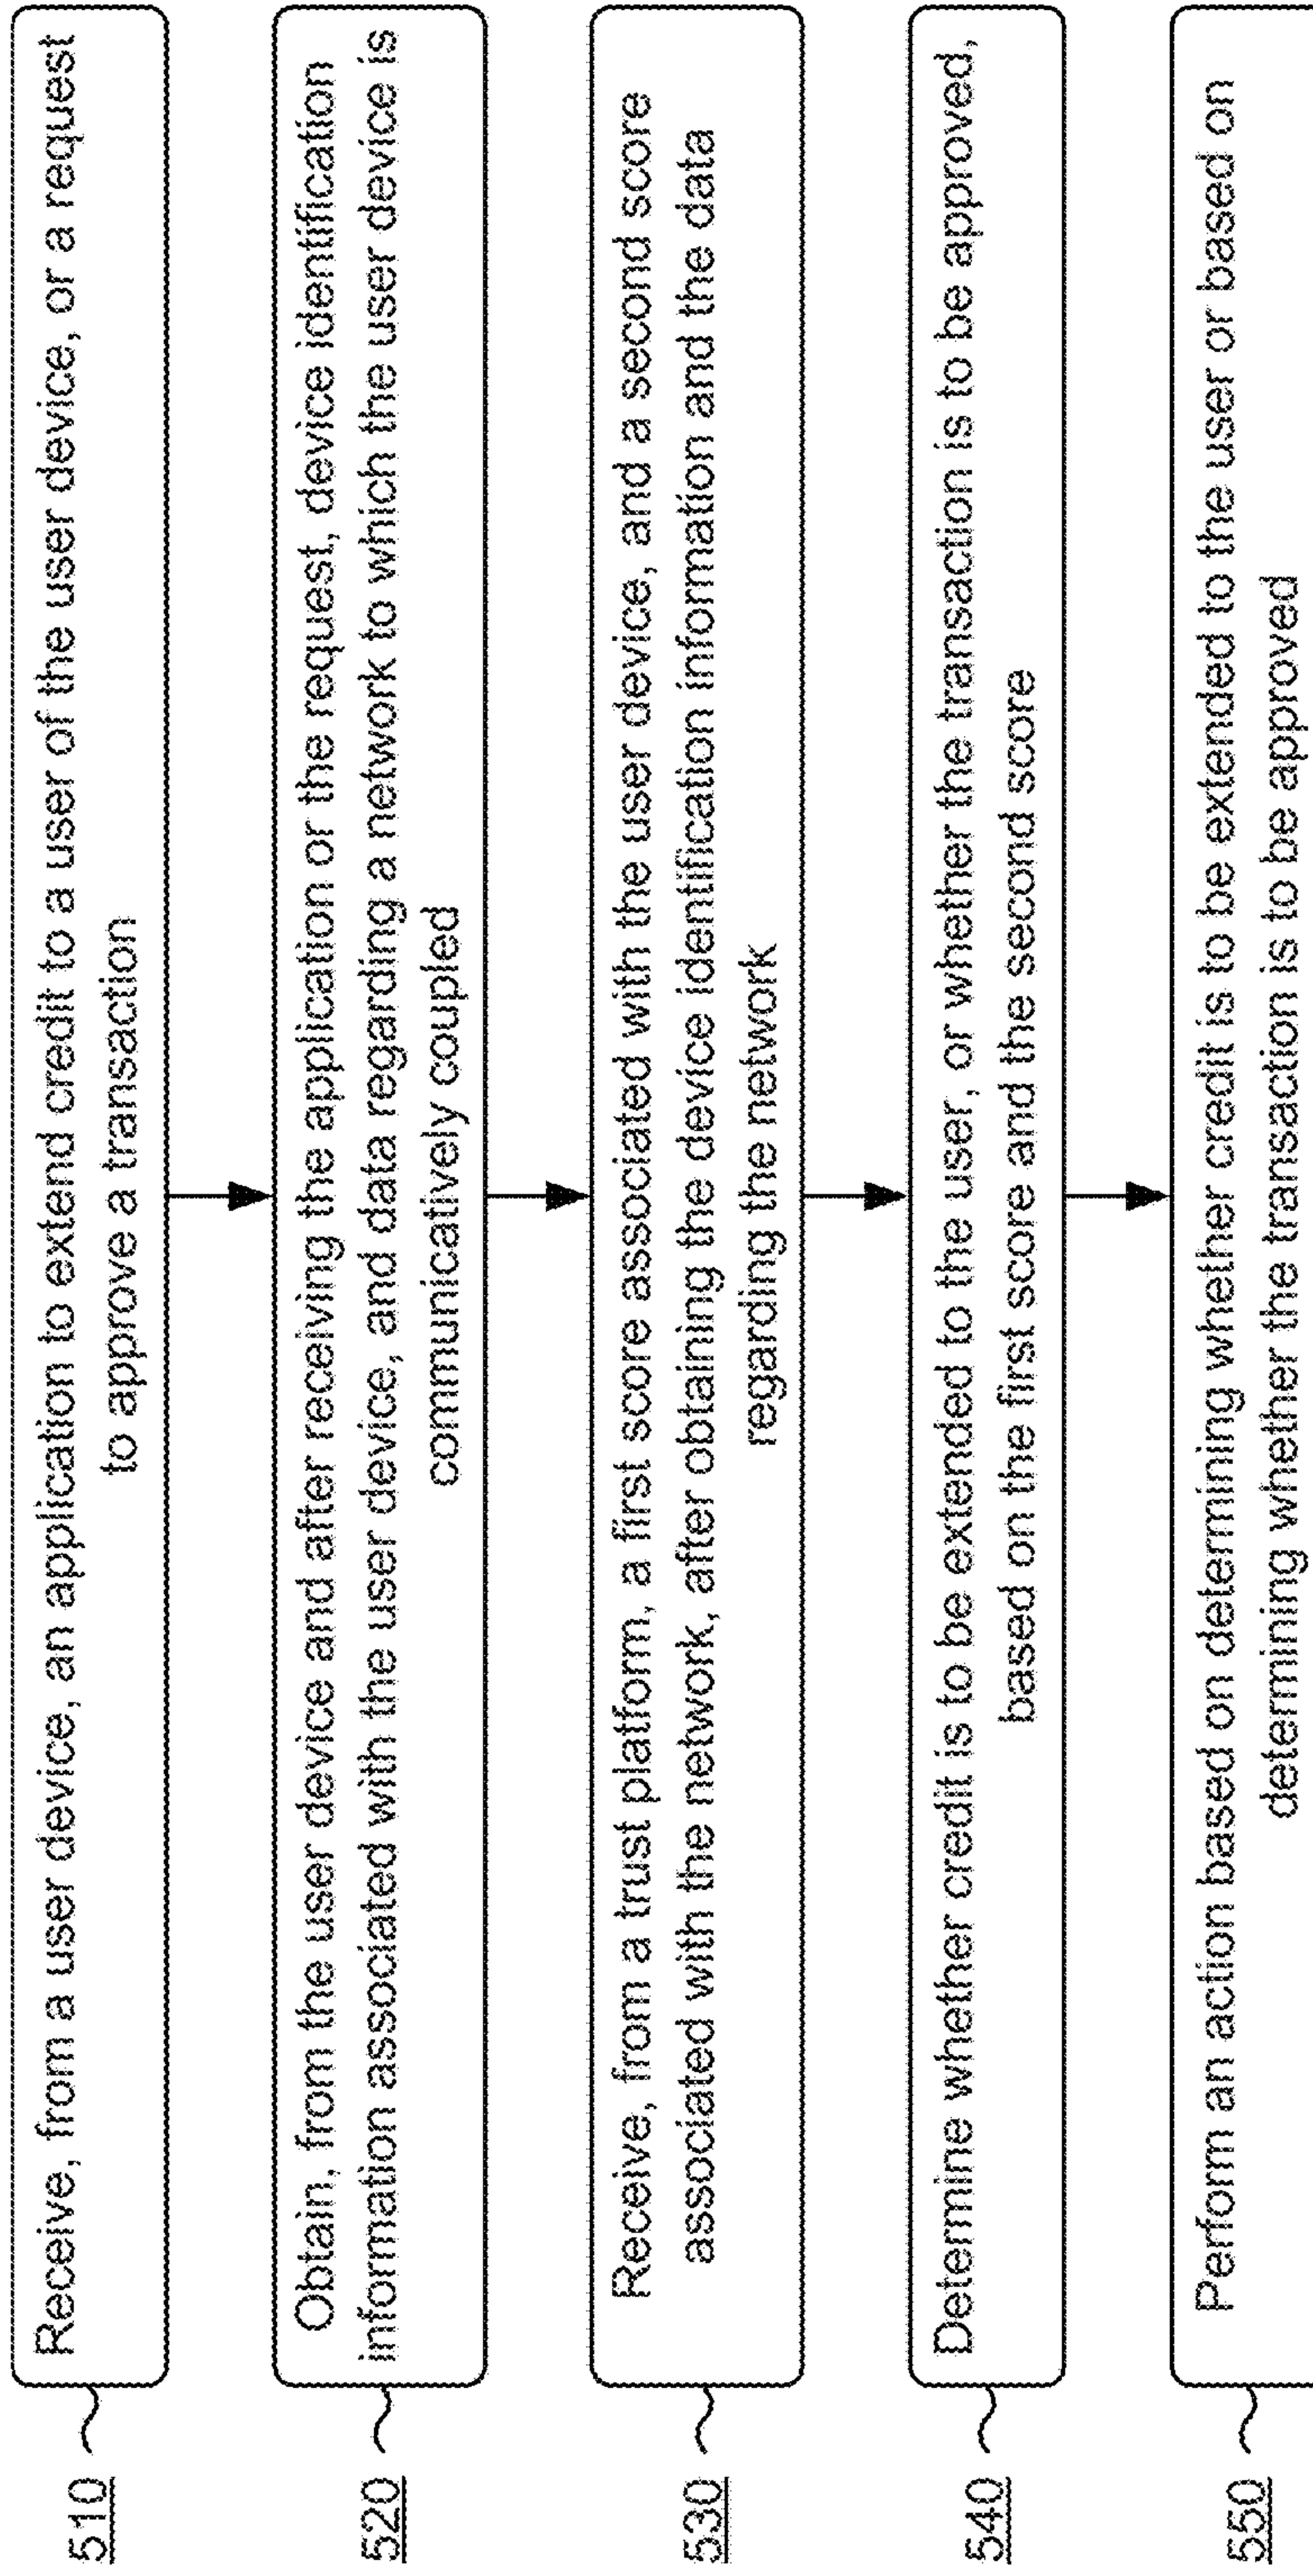 510
Receive, from a user device, an application to extend credit to a user of the user device, or a request
to approve a transaction
520
Obtain, from the user device and after receiving the application or the request, device identification
information associated with the user device, and data regarding a network to which the user device is
communicatively coupled
530
Receive, from a trust platform, a first score associated with the user device, and a second score
associated with the network, after obtaining the device identification information and the data
regarding the network
540
Determine whether credit is to be extended to the user, or whether the transaction is to be approved,
based on the first score and the second score
550
Perform an action based on determining whether credit is to be extended to the user or based on
determining whether the transaction is to be approved